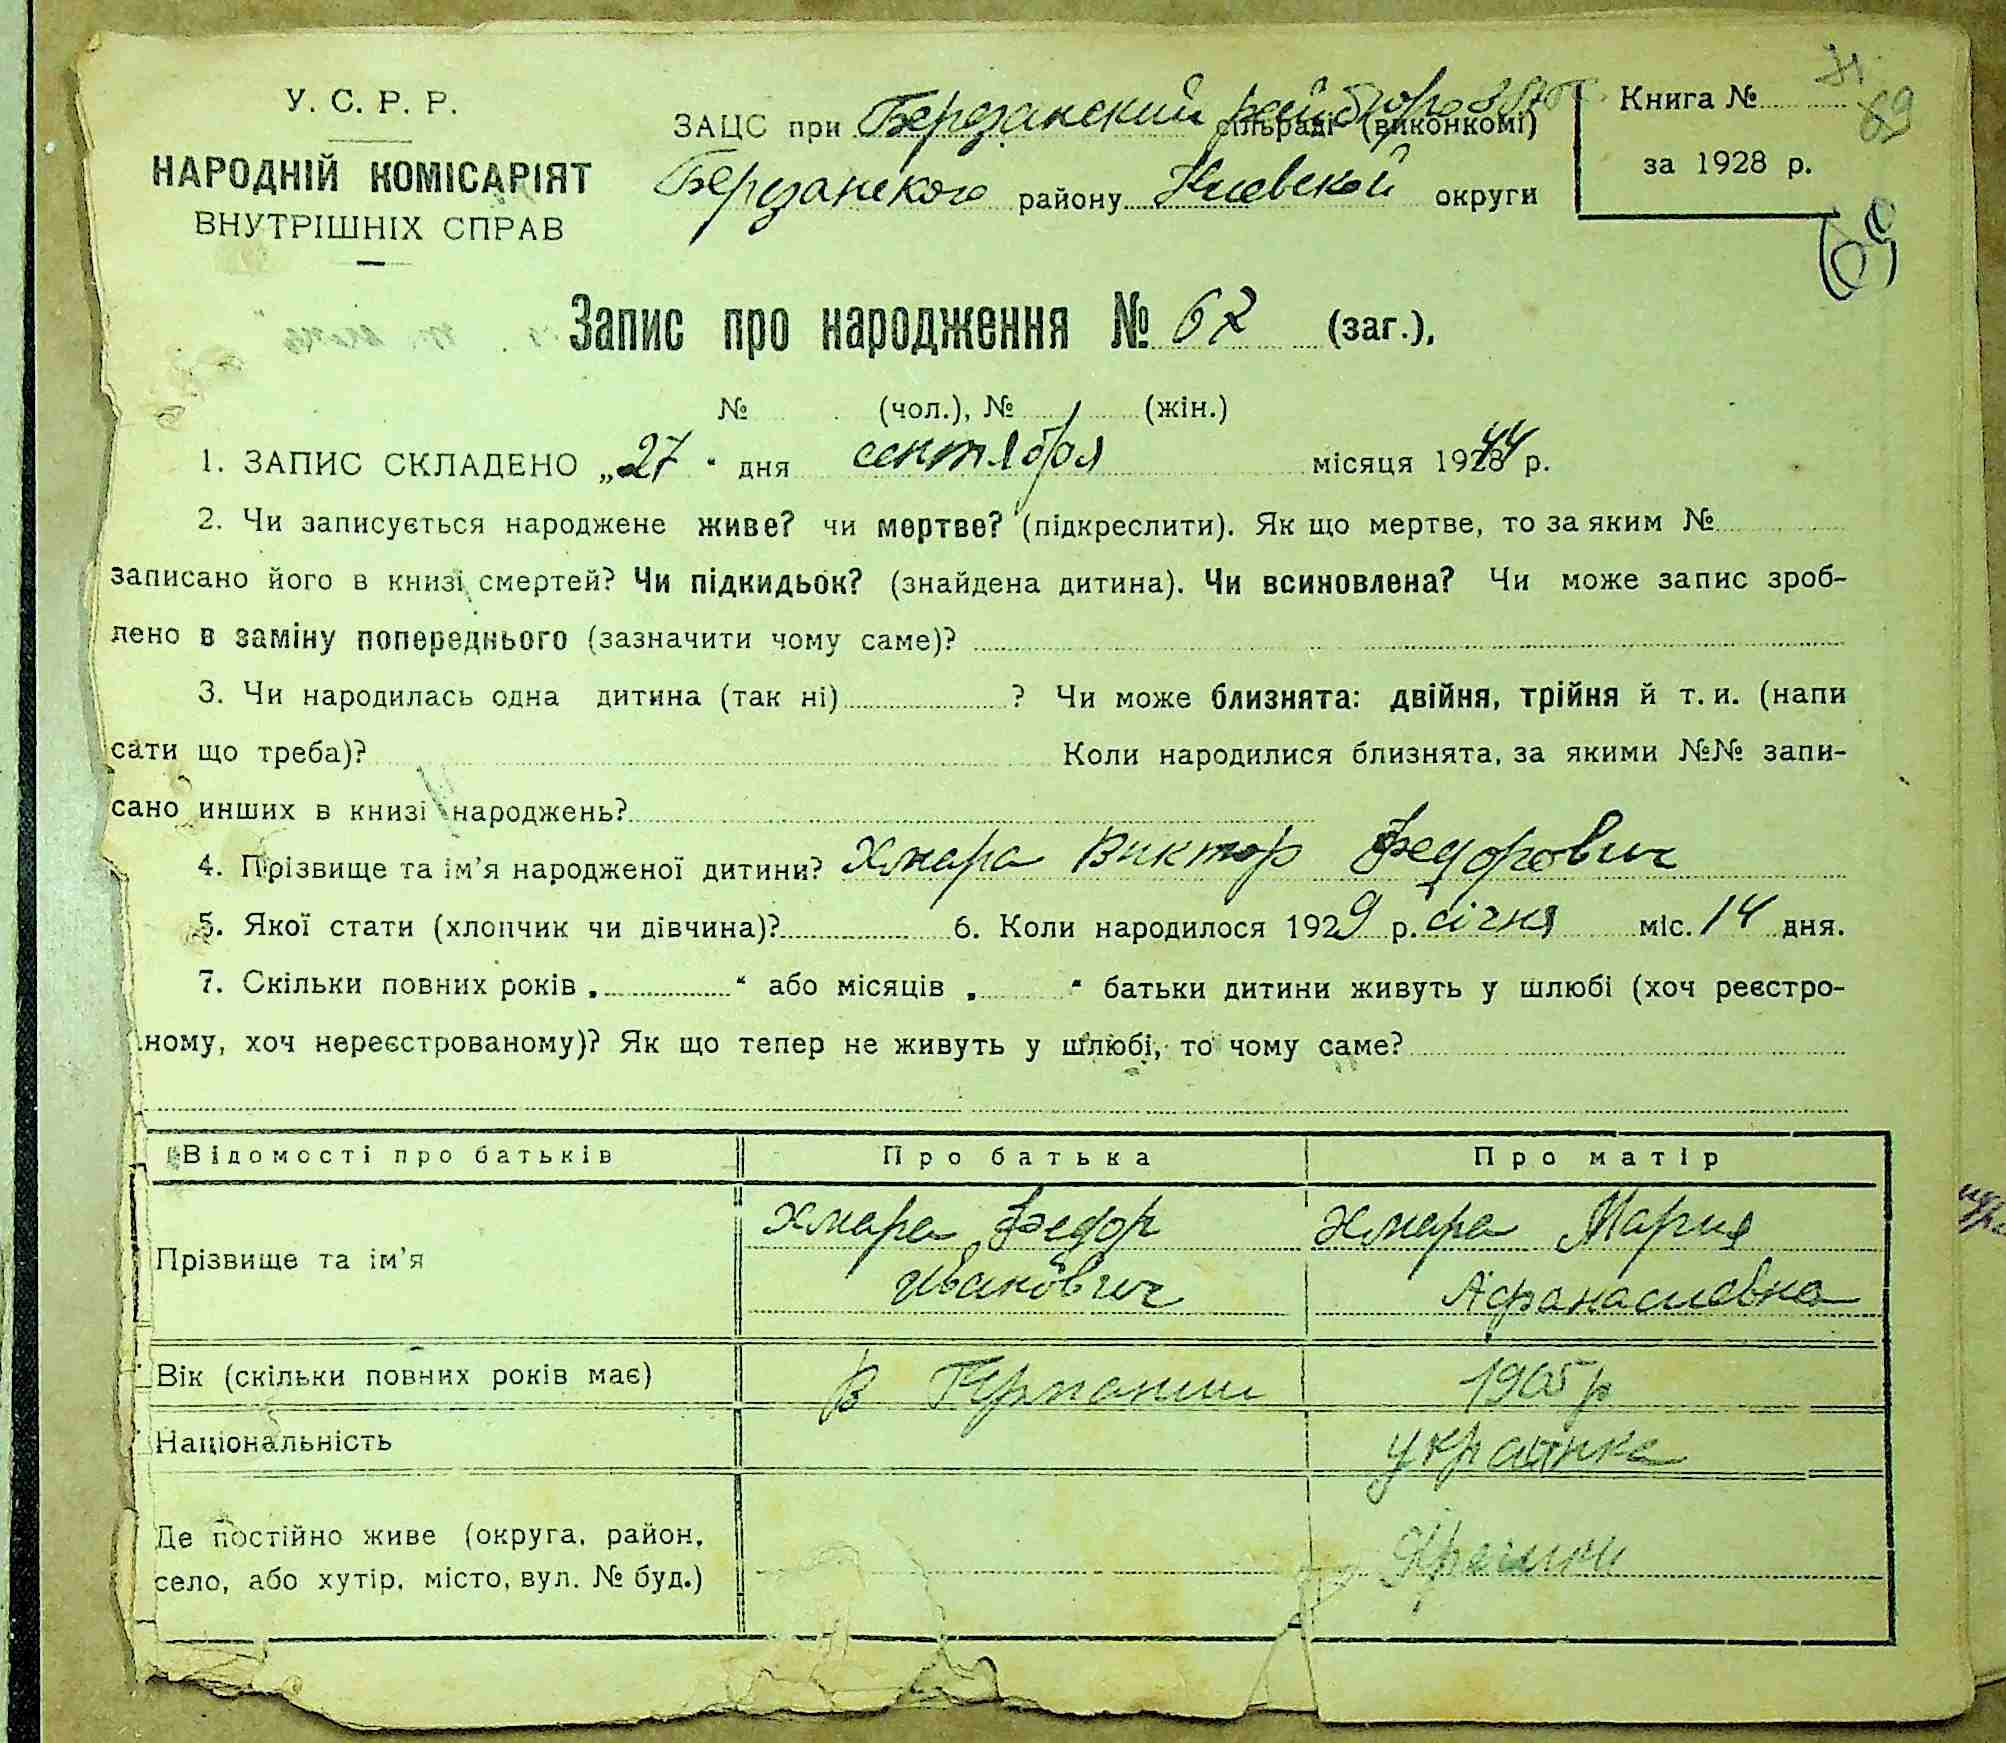 У. С. Р. Р.
НАРОДНІЙ КОМІСАРІЯТ
ВНУТРІШНІХ СПРАВ
ЗАЦС при Березанский райбюро сільраді (виконкомі)
Березанского району Киевской округи
Книга №
за 1928 р.
71
69
69
Запис про народження № 62 (заг.),
№ (чол.), № (жін.)
1. ЗАПИС СКЛАДЕНО „27“ дня сентября місяця 1944 р.
2. Чи записується народжене живе? чи мертве? (підкреслити). Як що мертве, то за яким №
записано його в книзі смертей? Чи підкидьок? (знайдена дитина). Чи всиновлена? Чи може запис зроб-
лено в заміну попереднього (зазначити чому саме)?
3. Чи народилась одна дитина (так ні) ? Чи може близнята: двійня, трійня й т. и. (напи
сати що треба)? Коли народилися близнята, за якими №№ запи-
сано инших в книзі народжень?
4. Прізвище та ім’я народженої дитини? Хмара Виктор Федорович
5. Якої стати (хлопчик чи дівчина)? 6. Коли народилося 1929 р. січня міс. 14 дня.
7. Скільки повних років „ “ або місяців „ “ батьки дитини живуть у шлюбі (хоч реєстро-
ному, хоч нереєстрованому)? Як що тепер не живуть у шлюбі, то чому саме?
Відомості про батьків Про батька Про матір
Прізвище та ім’я Хмара Федор Хмара Мария
Иванович Афанасиевна
Вік (скільки повних років має) В Германии 1905 р
Національність українка
Де постійно живе (округа, район,
село, або хутір, місто, вул. № буд.)